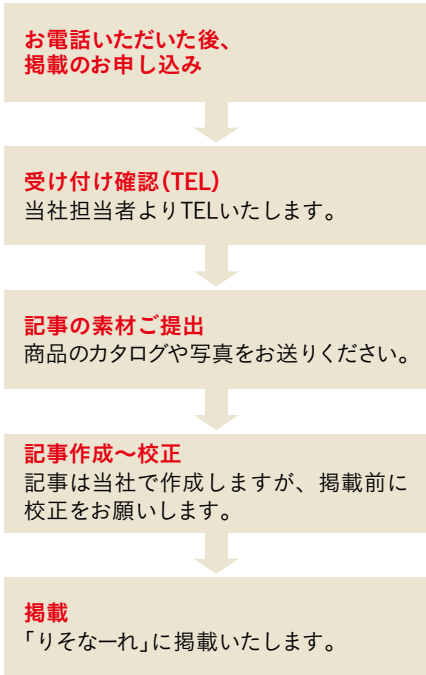 お電話いただいた後、
掲載のお申し込み
受け付け確認(TEL)
当社担当者よりTELいたします。
記事の素材ご提出
商品のカタログや写真をお送りください。
記事作成〜校正
記事は当社で作成しますが、掲載前に
校正をお願いします。
掲載
「りそなーれ」に掲載いたします。